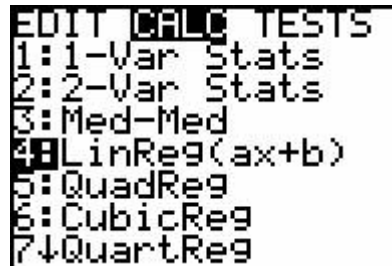 EDIT CALC TESTS
1:1-Var Stats
2:2-Var Stats
3:Med-Med
4:LinReg(ax+b)
5:QuadReg
6:CubicReg
7↓QuartReg